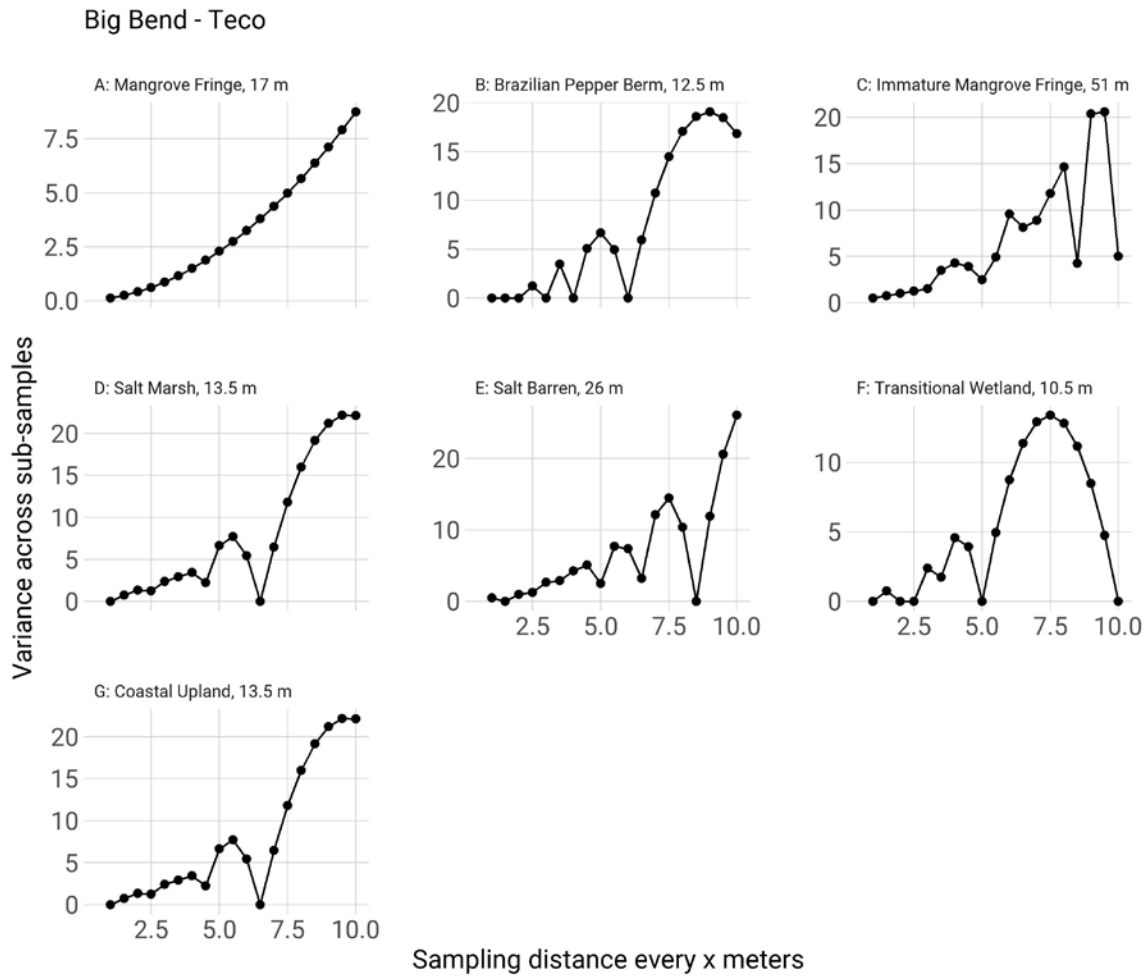 Big Bend - Teco
A: Mangrove Fringe, 17 m
B: Brazilian Pepper Berm, 12.5 m
C: Immature Mangrove Fringe, 51 m
7.5
5.0
2.5
0.0
20
15
10
5
0
20
15
10
5
0
Variance across sub-samples
D: Salt Marsh, 13.5 m
E: Salt Barren, 26 m
F: Transitional Wetland, 10.5 m
20
15
10
5
0
20
10
0
10
5
0
2.5 5.0 7.5 10.0
2.5 5.0 7.5 10.0
G: Coastal Upland, 13.5 m
20
15
10
5
0
2.5 5.0 7.5 10.0
Sampling distance every x meters